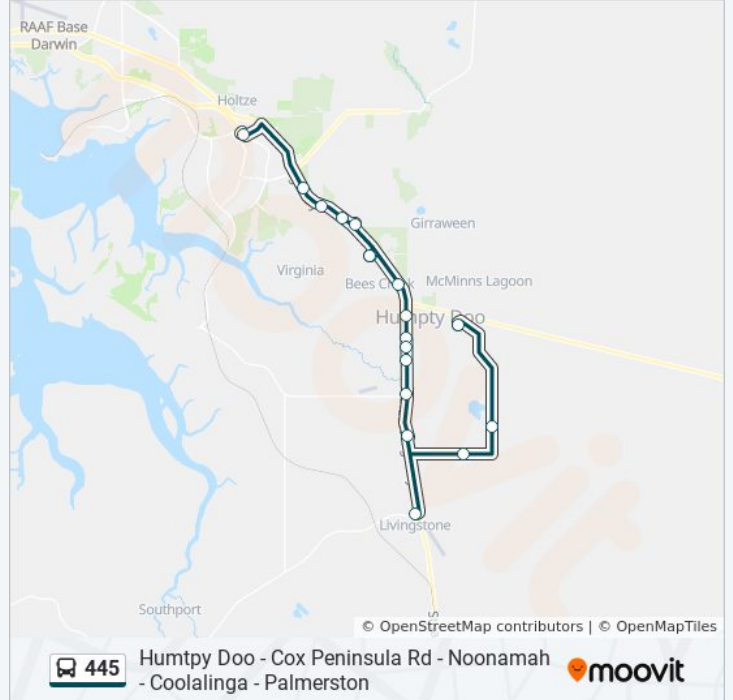 RAAF Base
Darwin
Holtze
Girraween
Virginia
Bees Creek
McMinns Lagoon
Humpty Doo
Livingstone
Southport
© OpenStreetMap contributors | © OpenMapTiles
445
Humtpy Doo - Cox Peninsula Rd - Noonamah
- Coolalinga - Palmerston
moovit